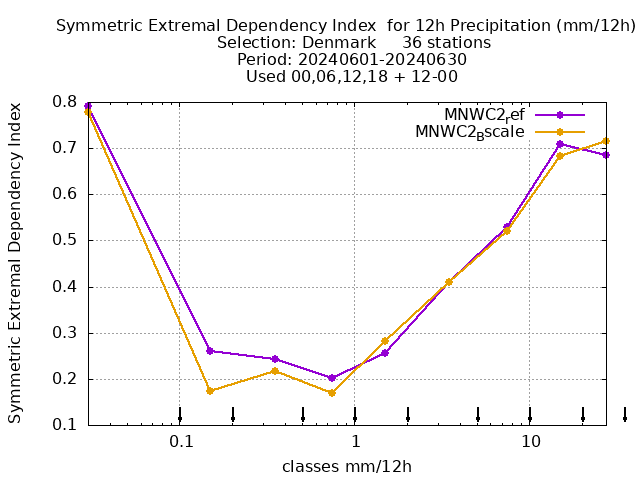 Symmetric Extremal Dependency Index  for 12h Precipitation (mm/12h)
Selection: Denmark     36 stations
Period: 20240601-20240630
Used 00,06,12,18 + 12-00
MNWC2ref
MNWC2Bscale
Symmetric Extremal Dependency Index
0.8
0.7
0.6
0.5
0.4
0.3
0.2
0.1
0.1 1 10
classes mm/12h